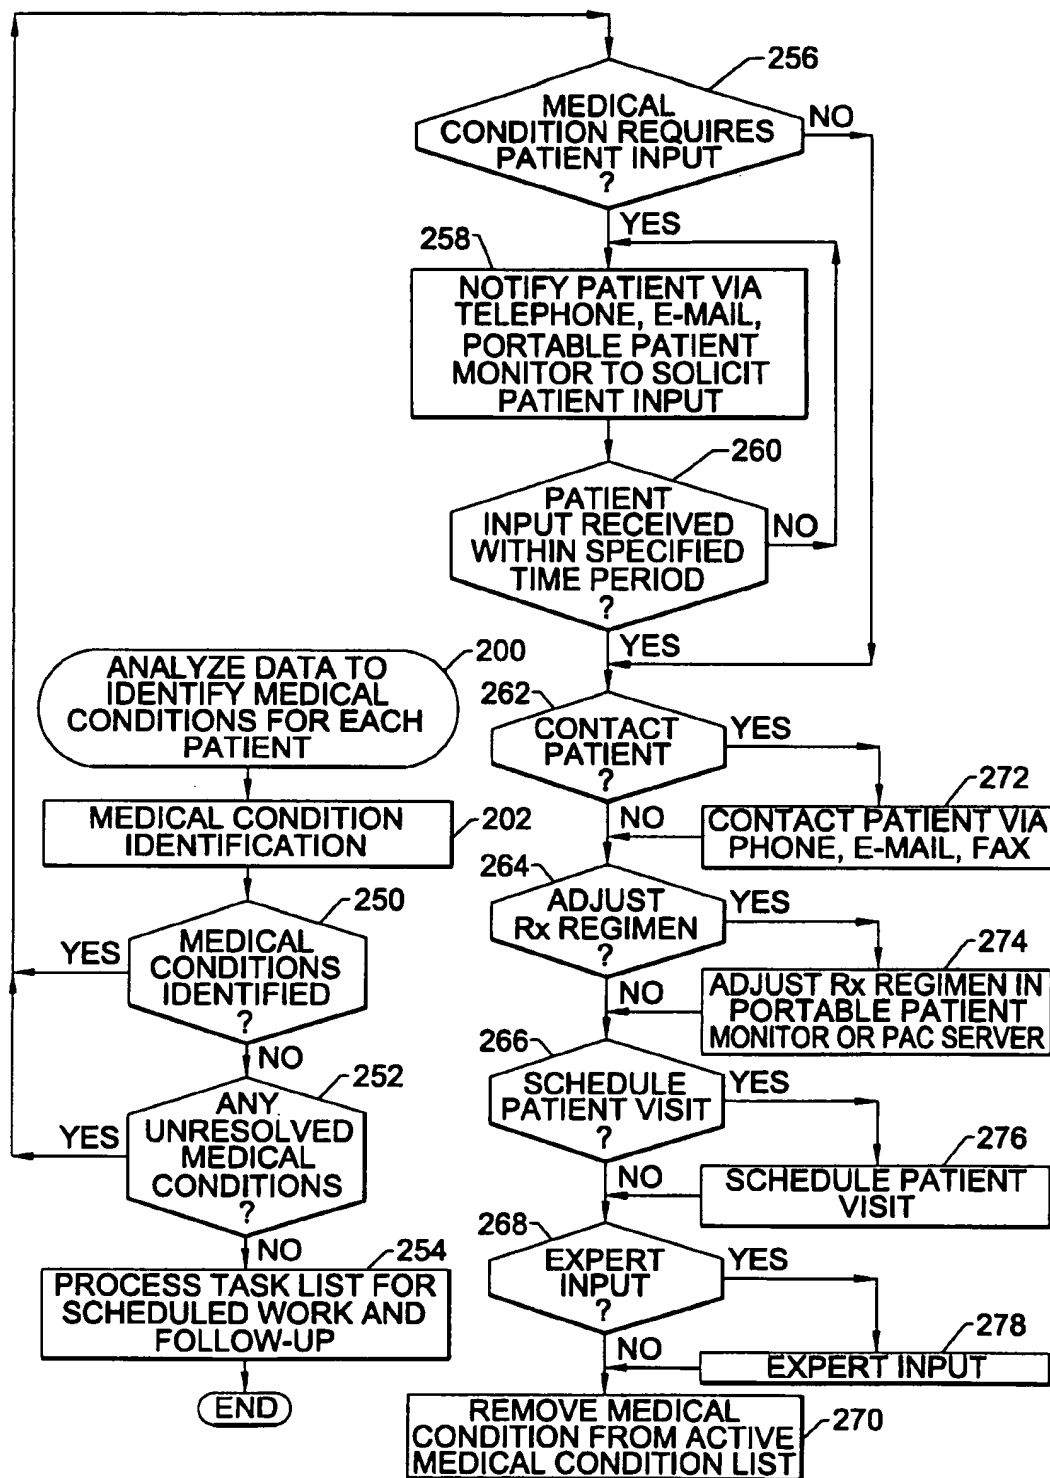 256
MEDICAL
CONDITION REQUIRES
PATIENT INPUT
?
NO
YES
258
NOTIFY PATIENT VIA
TELEPHONE, E-MAIL,
PORTABLE PATIENT
MONITOR TO SOLICIT
PATIENT INPUT
260
PATIENT
INPUT RECEIVED
WITHIN SPECIFIED
TIME PERIOD
?
NO
YES
200
ANALYZE DATA TO
IDENTIFY MEDICAL
CONDITIONS FOR EACH
PATIENT
202
MEDICAL CONDITION
IDENTIFICATION
250
MEDICAL
CONDITIONS
IDENTIFIED
?
YES
NO
252
ANY
UNRESOLVED
MEDICAL
CONDITIONS
?
YES
NO
254
PROCESS TASK LIST FOR
SCHEDULED WORK AND
FOLLOW-UP
END
262
CONTACT
PATIENT
?
YES
NO
272
CONTACT PATIENT VIA
PHONE, E-MAIL, FAX
264
ADJUST
Rx REGIMEN
?
YES
NO
274
ADJUST Rx REGIMEN IN
PORTABLE PATIENT
MONITOR OR PAC SERVER
266
SCHEDULE
PATIENT VISIT
?
YES
NO
276
SCHEDULE PATIENT
VISIT
268
EXPERT
INPUT
?
YES
NO
278
EXPERT INPUT
270
REMOVE MEDICAL
CONDITION FROM ACTIVE
MEDICAL CONDITION LIST